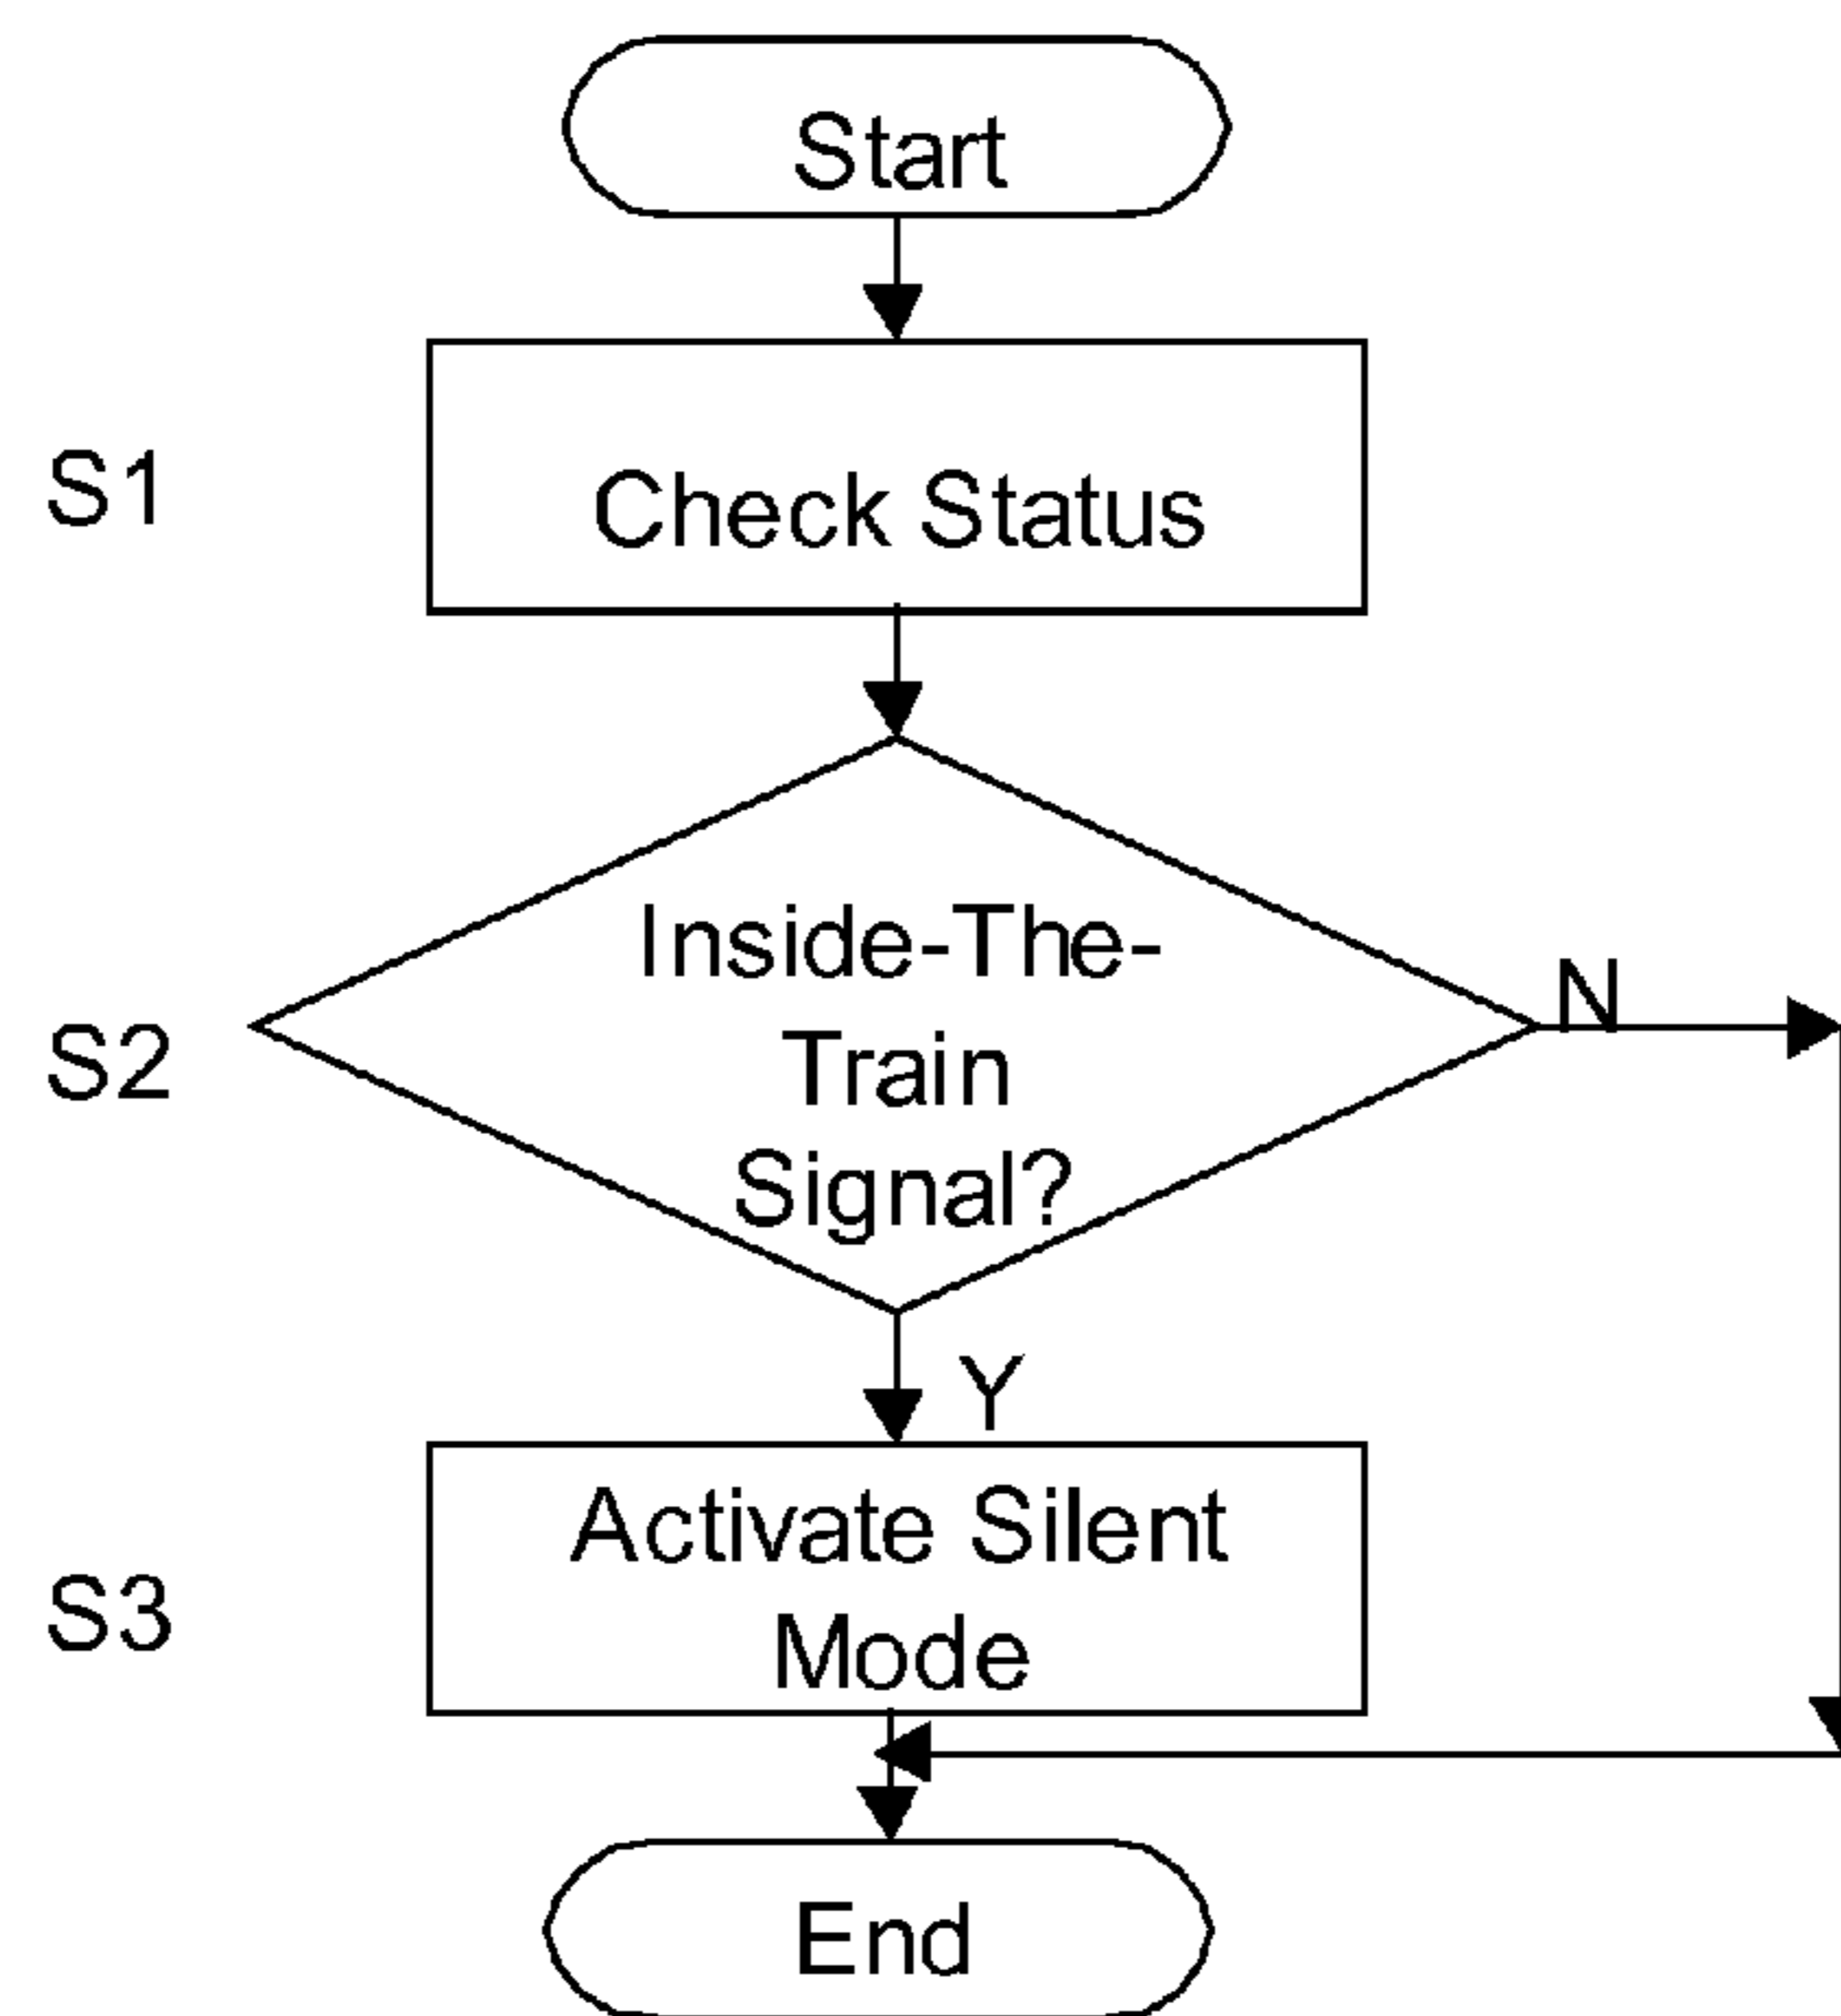 Start
S1
Check Status
Inside-The-
Train
Signal?
S2
N
Y
Activate Silent
Mode
S3
End